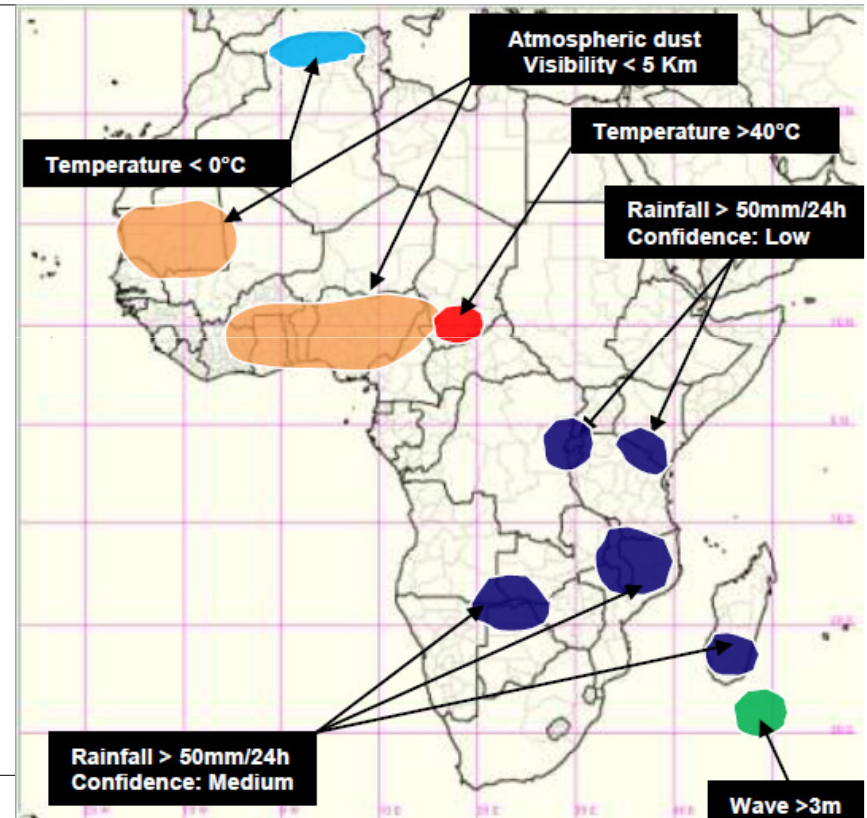 Atmospheric dust
Visibility < 5 Km
Temperature >40°C
Temperature < 0°C
Rainfall > 50mm/24h
Confidence: Low
Rainfall > 50mm/24h
Confidence: Medium
Wave >3m